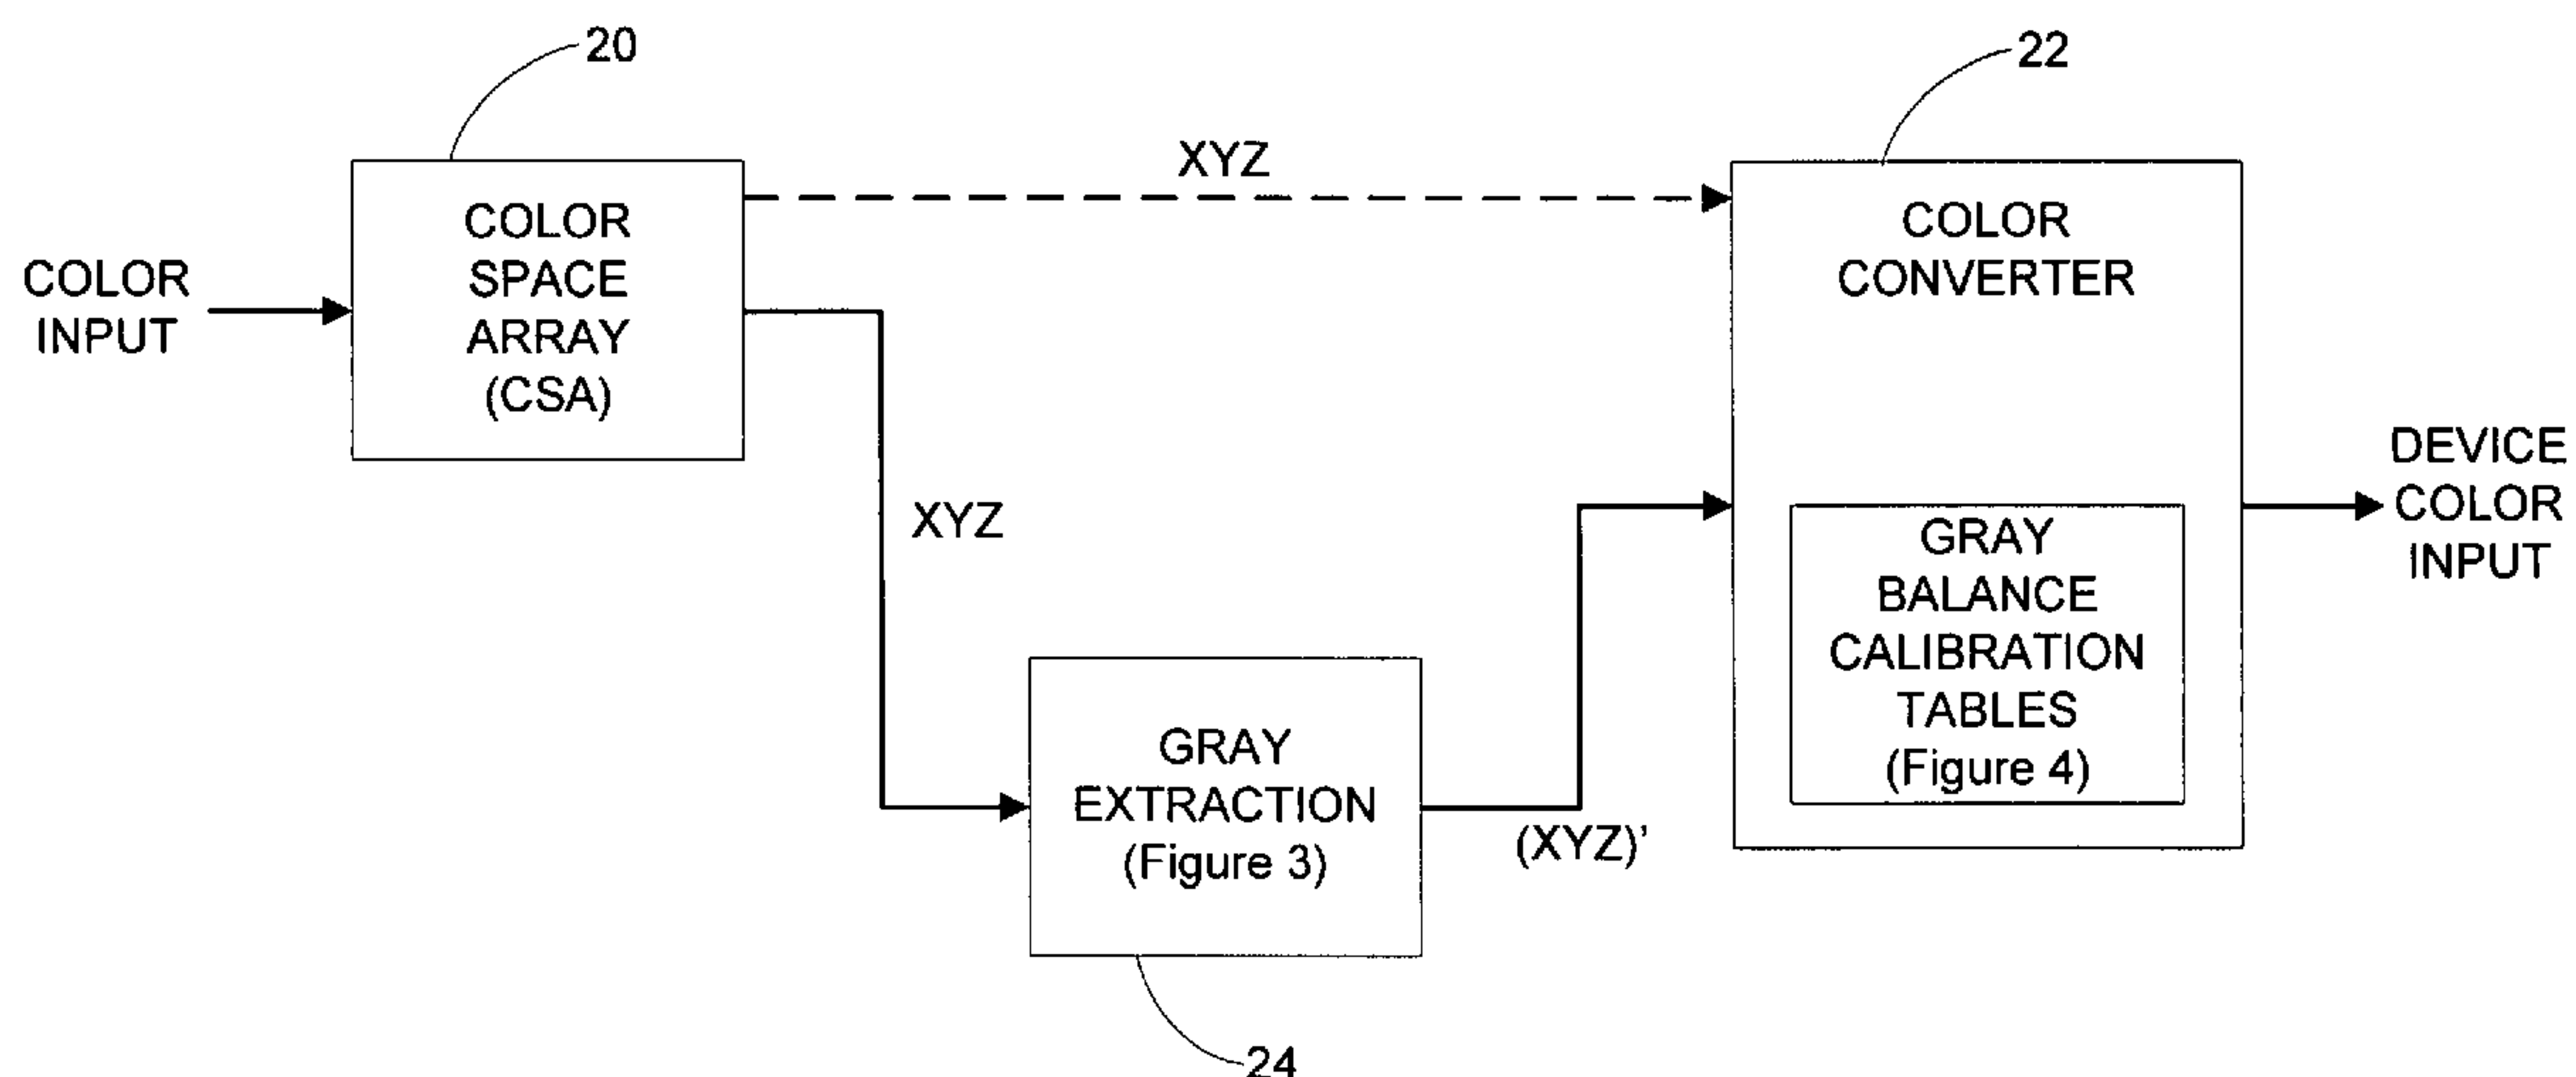 20
22
XYZ
COLOR
SPACE
ARRAY
(CSA)
COLOR
CONVERTER
COLOR
INPUT
XYZ
GRAY
EXTRACTION
(Figure 3)
(XYZ)’
GRAY
BALANCE
CALIBRATION
TABLES
(Figure 4)
DEVICE
COLOR
INPUT
24